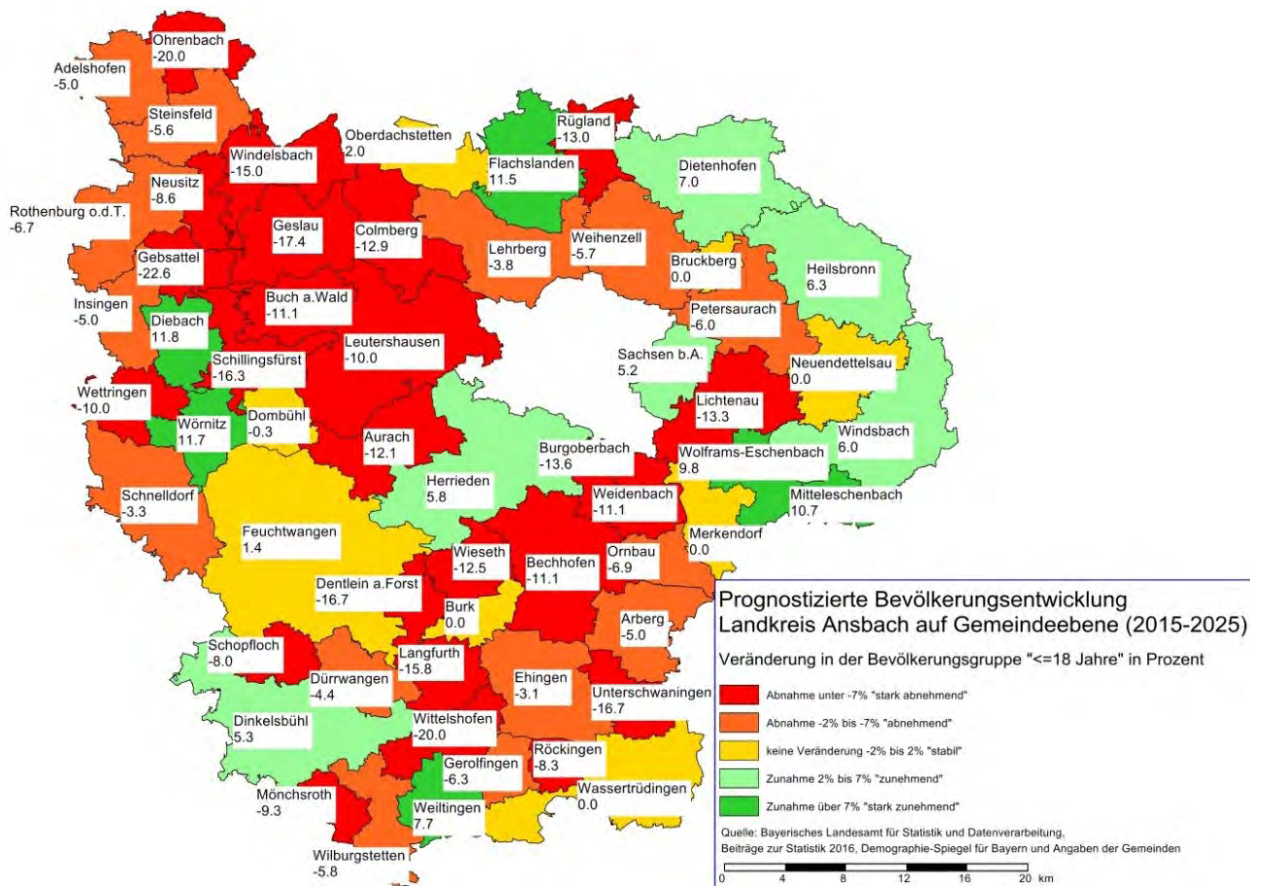 Ohrenbach
-20.0
Adelshofen
-5.0
Steinsfeld
-5.6
Oberdachstetten
2.0
Rügland
-13.0
Windelsbach
-15.0
Flachslanden
11.5
Dietenhofen
7.0
Neusitz
-8.6
Rothenburg o.d.T.
-6.7
Geslau
-17.4
Colmberg
-12.9
Lehrberg
-3.8
Weihenzell
-5.7
Gebsattel
-22.6
Bruckberg
0.0
Heilsbronn
6.3
Insingen
-5.0
Buch a.Wald
-11.1
Petersaurach
-6.0
Diebach
11.8
Leutershausen
-10.0
Schillingsfürst
-16.3
Sachsen b.A.
5.2
Neuendettelsau
0.0
Wettringen
-10.0
Dombühl
-0.3
Lichtenau
-13.3
Wörnitz
11.7
Aurach
-12.1
Burgoberbach
-13.6
Windsbach
6.0
Wolframs-Eschenbach
9.8
Herrieden
5.8
Schnelldorf
-3.3
Weidenbach
-11.1
Mitteleschenbach
10.7
Feuchtwangen
1.4
Merkendorf
0.0
Wieseth
-12.5
Bechhofen
-11.1
Ornbau
-6.9
Dentlein a.Forst
-16.7
Burk
0.0
Arberg
-5.0
Schopfloch
-8.0
Langfurth
-15.8
Dürrwangen
-4.4
Ehingen
-3.1
Unterschwaningen
-16.7
Dinkelsbühl
5.3
Wittelshofen
-20.0
Röckingen
-8.3
Gerolfingen
-6.3
Wassertrüdingen
0.0
Mönchsroth
-9.3
Weiltingen
7.7
Wilburgstetten
-5.8
Prognostizierte Bevölkerungsentwicklung
Landkreis Ansbach auf Gemeindeebene (2015-2025)
Veränderung in der Bevölkerungsgruppe "<=18 Jahre" in Prozent
Abnahme unter -7% "stark abnehmend"
Abnahme -2% bis -7% "abnehmend"
keine Veränderung -2% bis 2% "stabil"
Zunahme 2% bis 7% "zunehmend"
Zunahme über 7% "stark zunehmend"
Quelle: Bayerisches Landesamt für Statistik und Datenverarbeitung,
Beiträge zur Statistik 2016, Demographie-Spiegel für Bayern und Angaben der Gemeinden
0 4 8 12 16 20 km